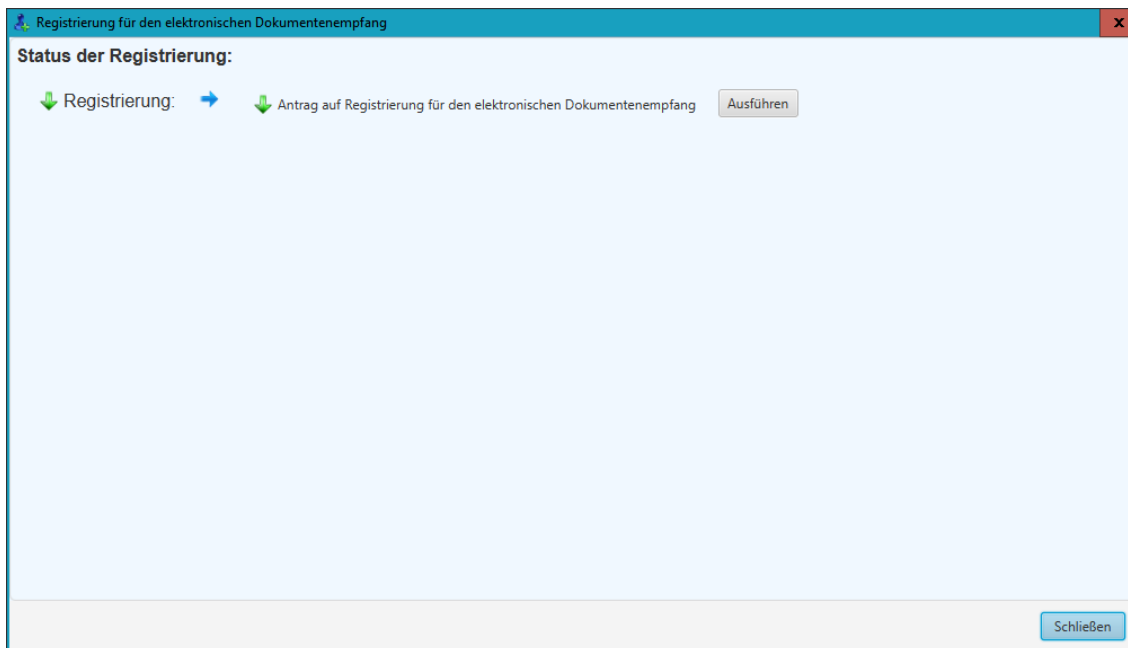 Registrierung für den elektronischen Dokumentenempfang
x
Status der Registrierung:
Registrierung: Antrag auf Registrierung für den elektronischen Dokumentenempfang Ausführen
Schließen